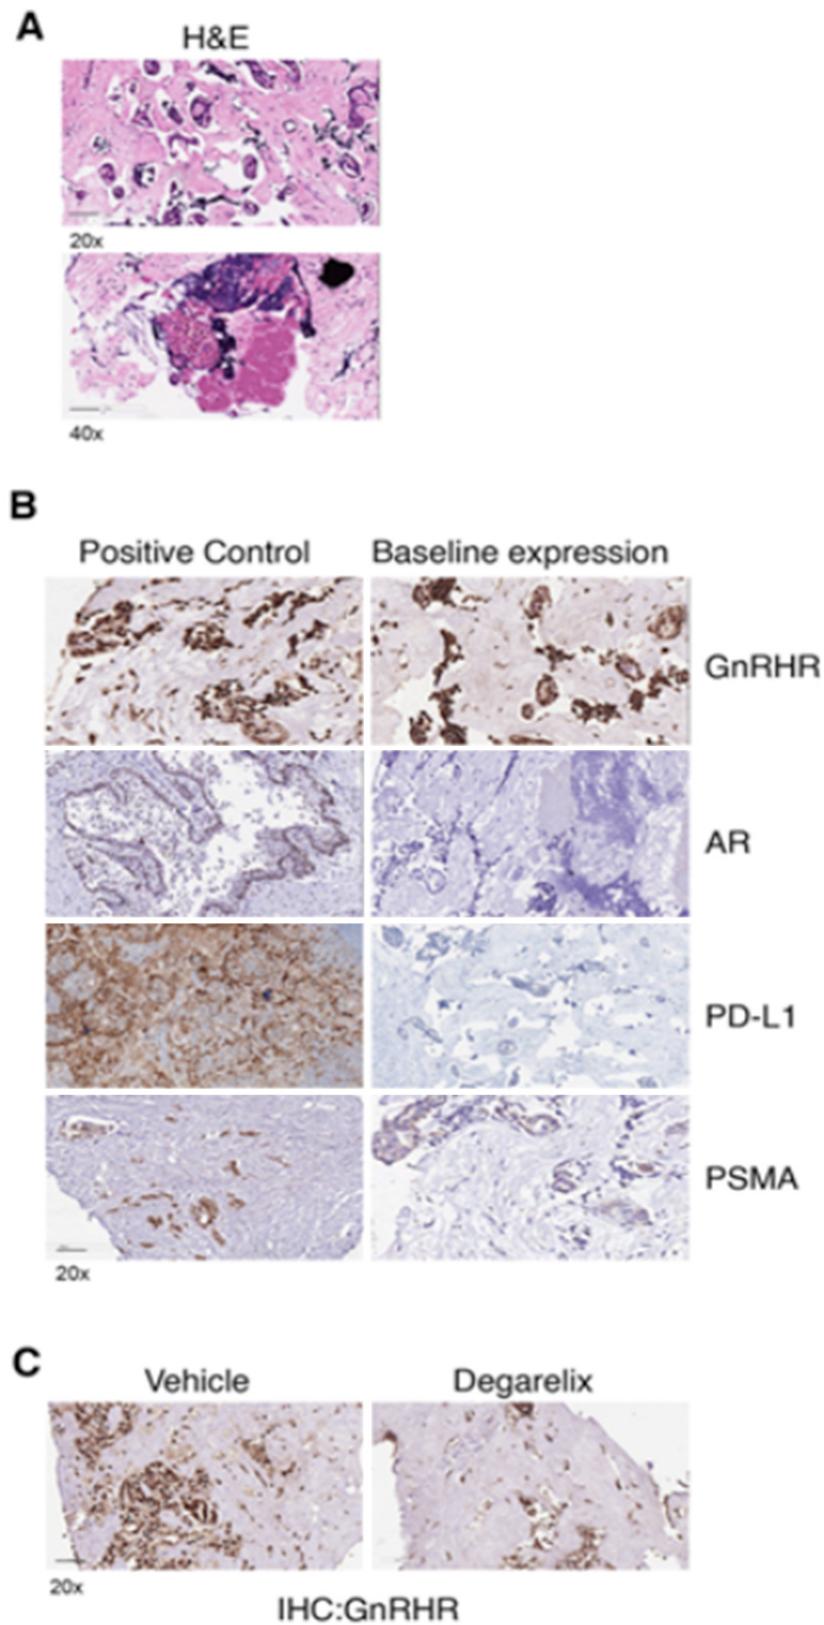 A
H&E
20x
40x
B
Positive Control
Baseline expression
GnRHR
AR
PD-L1
PSMA
20x
C
Vehicle
Degarelix
20x
IHC:GnRHR